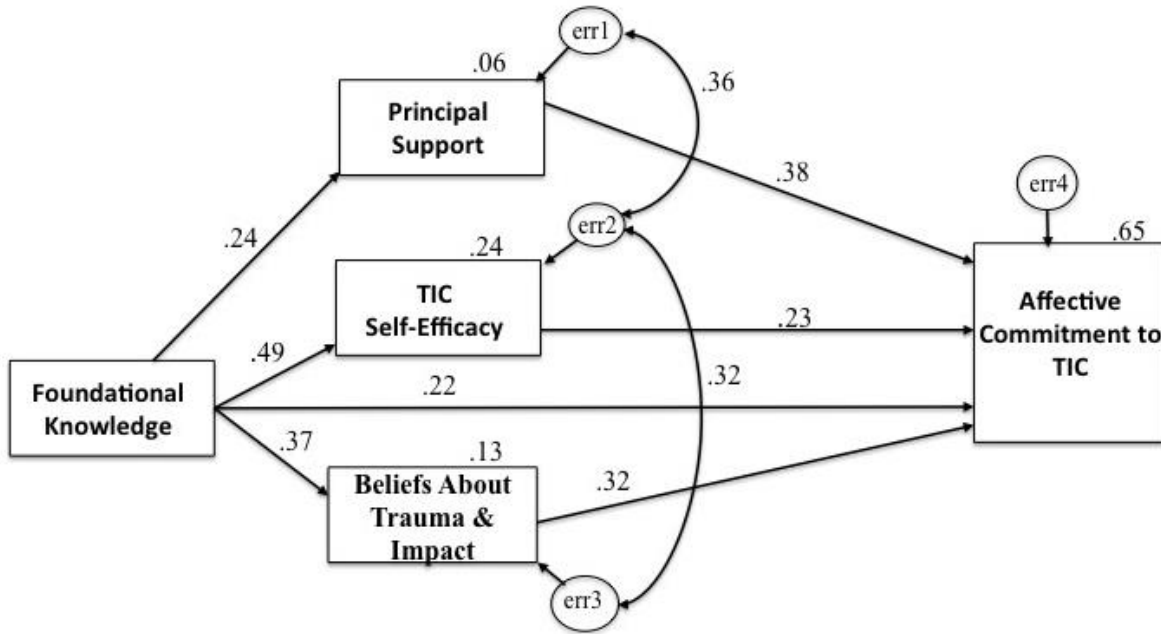 err1
.06
.36
Principal
Support
.38
err4
.24
err2
.65
.24
TIC
Self-Efficacy
.23
Affective
Commitment to
TIC
.49
Foundational
Knowledge
.22
.32
.37
.13
Beliefs About
Trauma &
Impact
.32
err3